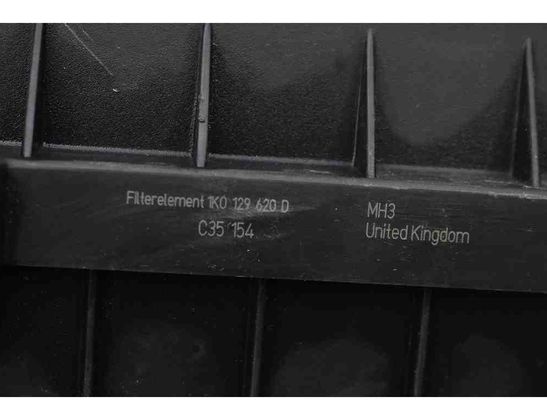 Filterelement 1K0 129 620 D
C35 154
MH3
United Kingdom